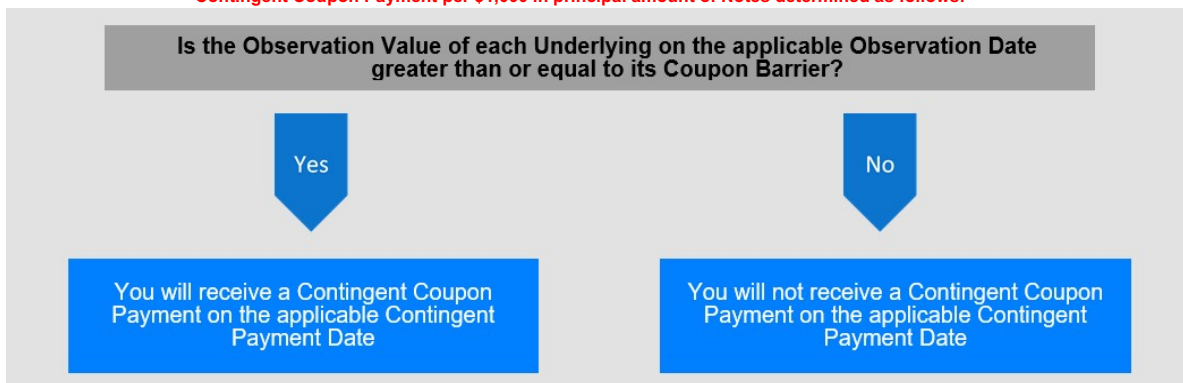 Contingent Coupon Payment per $1,000 in principal amount of Notes determined as follows:
Is the Observation Value of each Underlying on the applicable Observation Date
greater than or equal to its Coupon Barrier?
Yes
No
You will receive a Contingent Coupon
Payment on the applicable Contingent
Payment Date
You will not receive a Contingent Coupon
Payment on the applicable Contingent
Payment Date